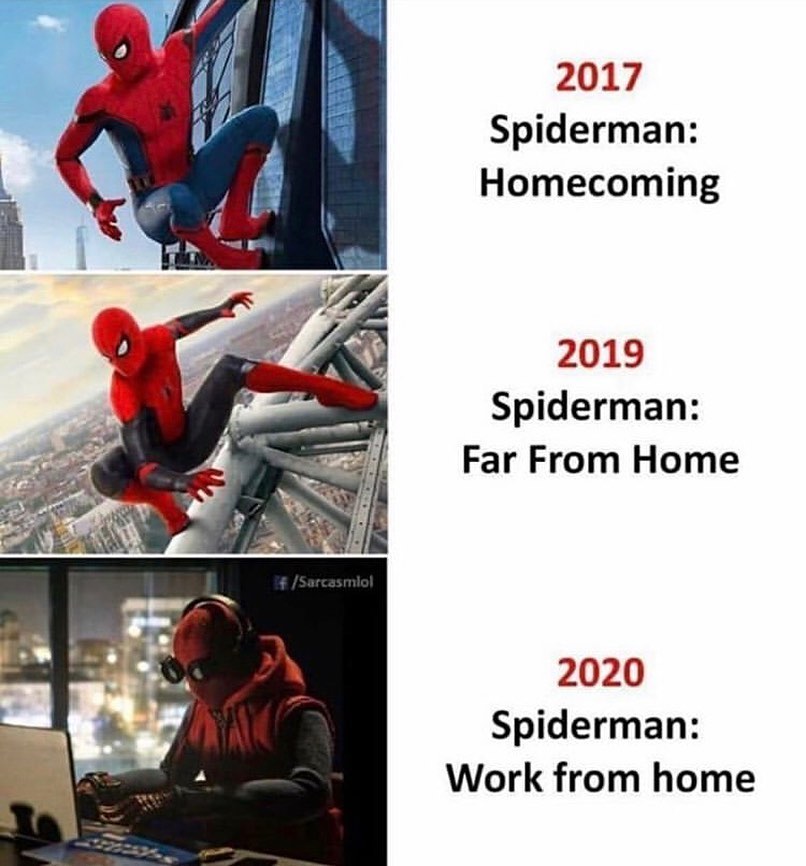 2017
Spiderman:
Homecoming
2019
Spiderman:
Far From Home
f /Sarcasmlol
2020
Spiderman:
Work from home